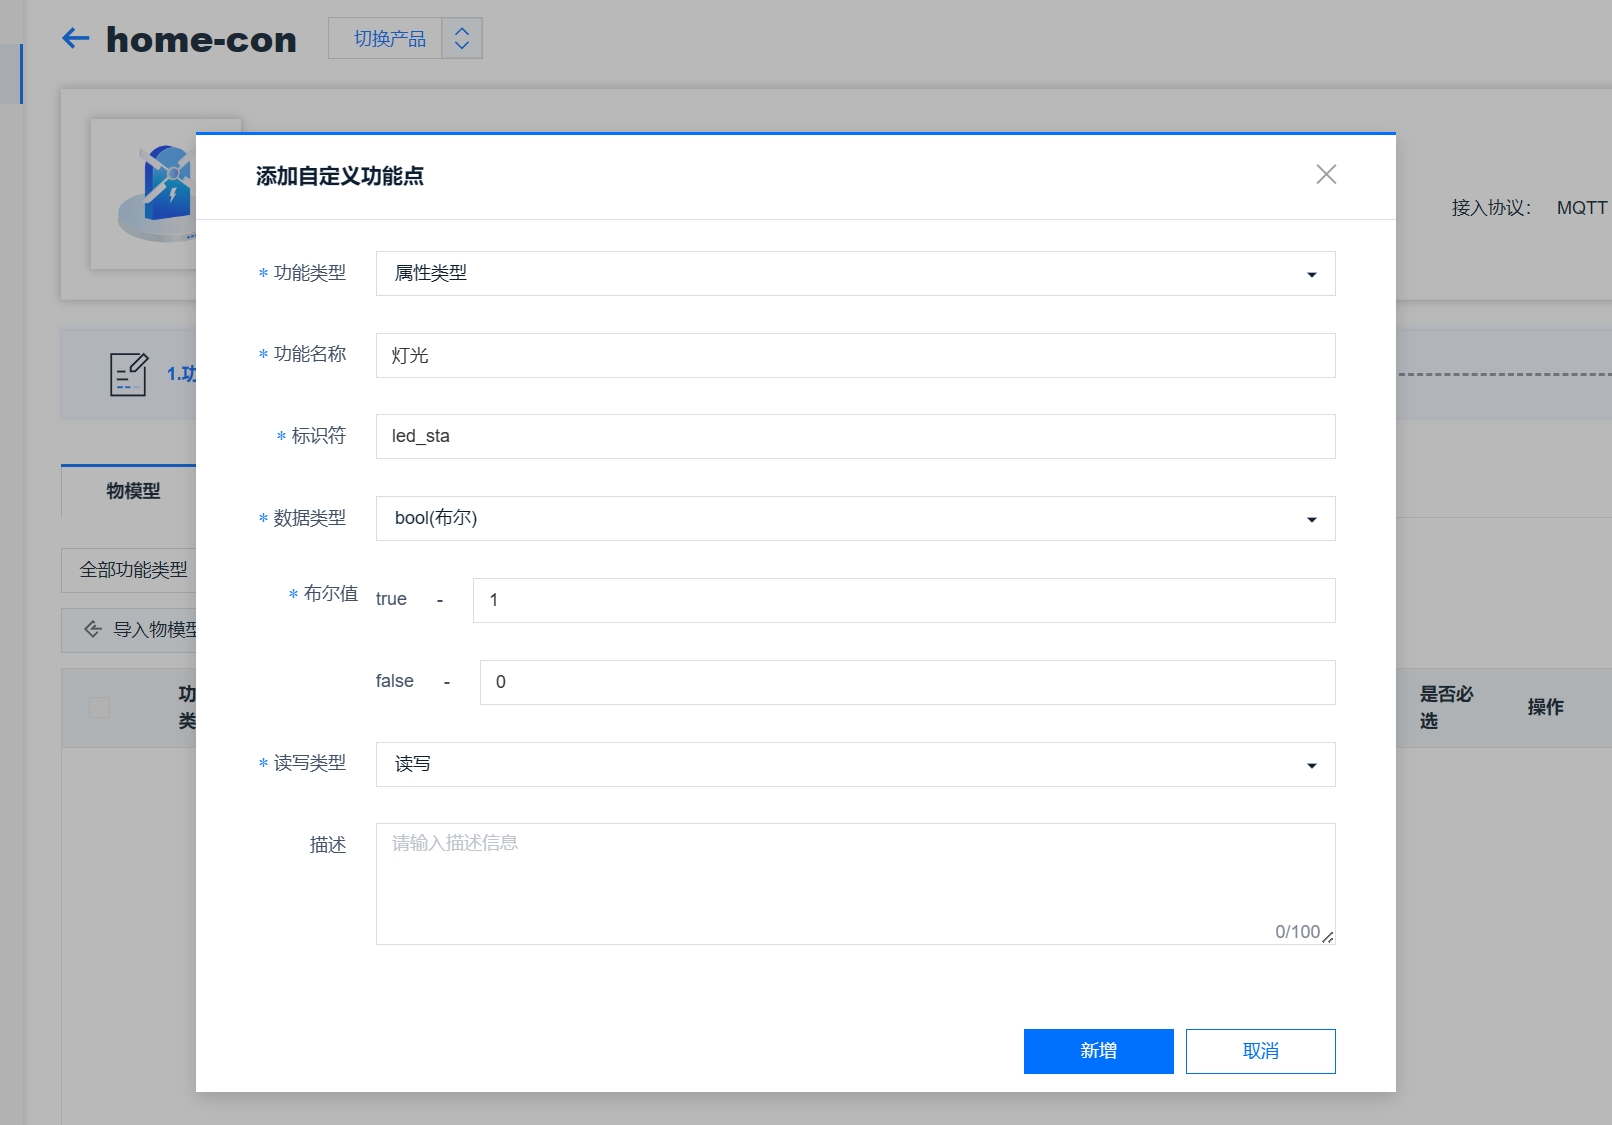 home-con
切换产品
接入协议： MQTT
1.功
物模型
全部功能类型
导入物模型
功
类
是否必
选
操作
添加自定义功能点
* 功能类型 属性类型
* 功能名称 灯光
* 标识符 led_sta
* 数据类型 bool(布尔)
* 布尔值 true - 1
false - 0
* 读写类型 读写
描述 请输入描述信息
0/100
新增 取消